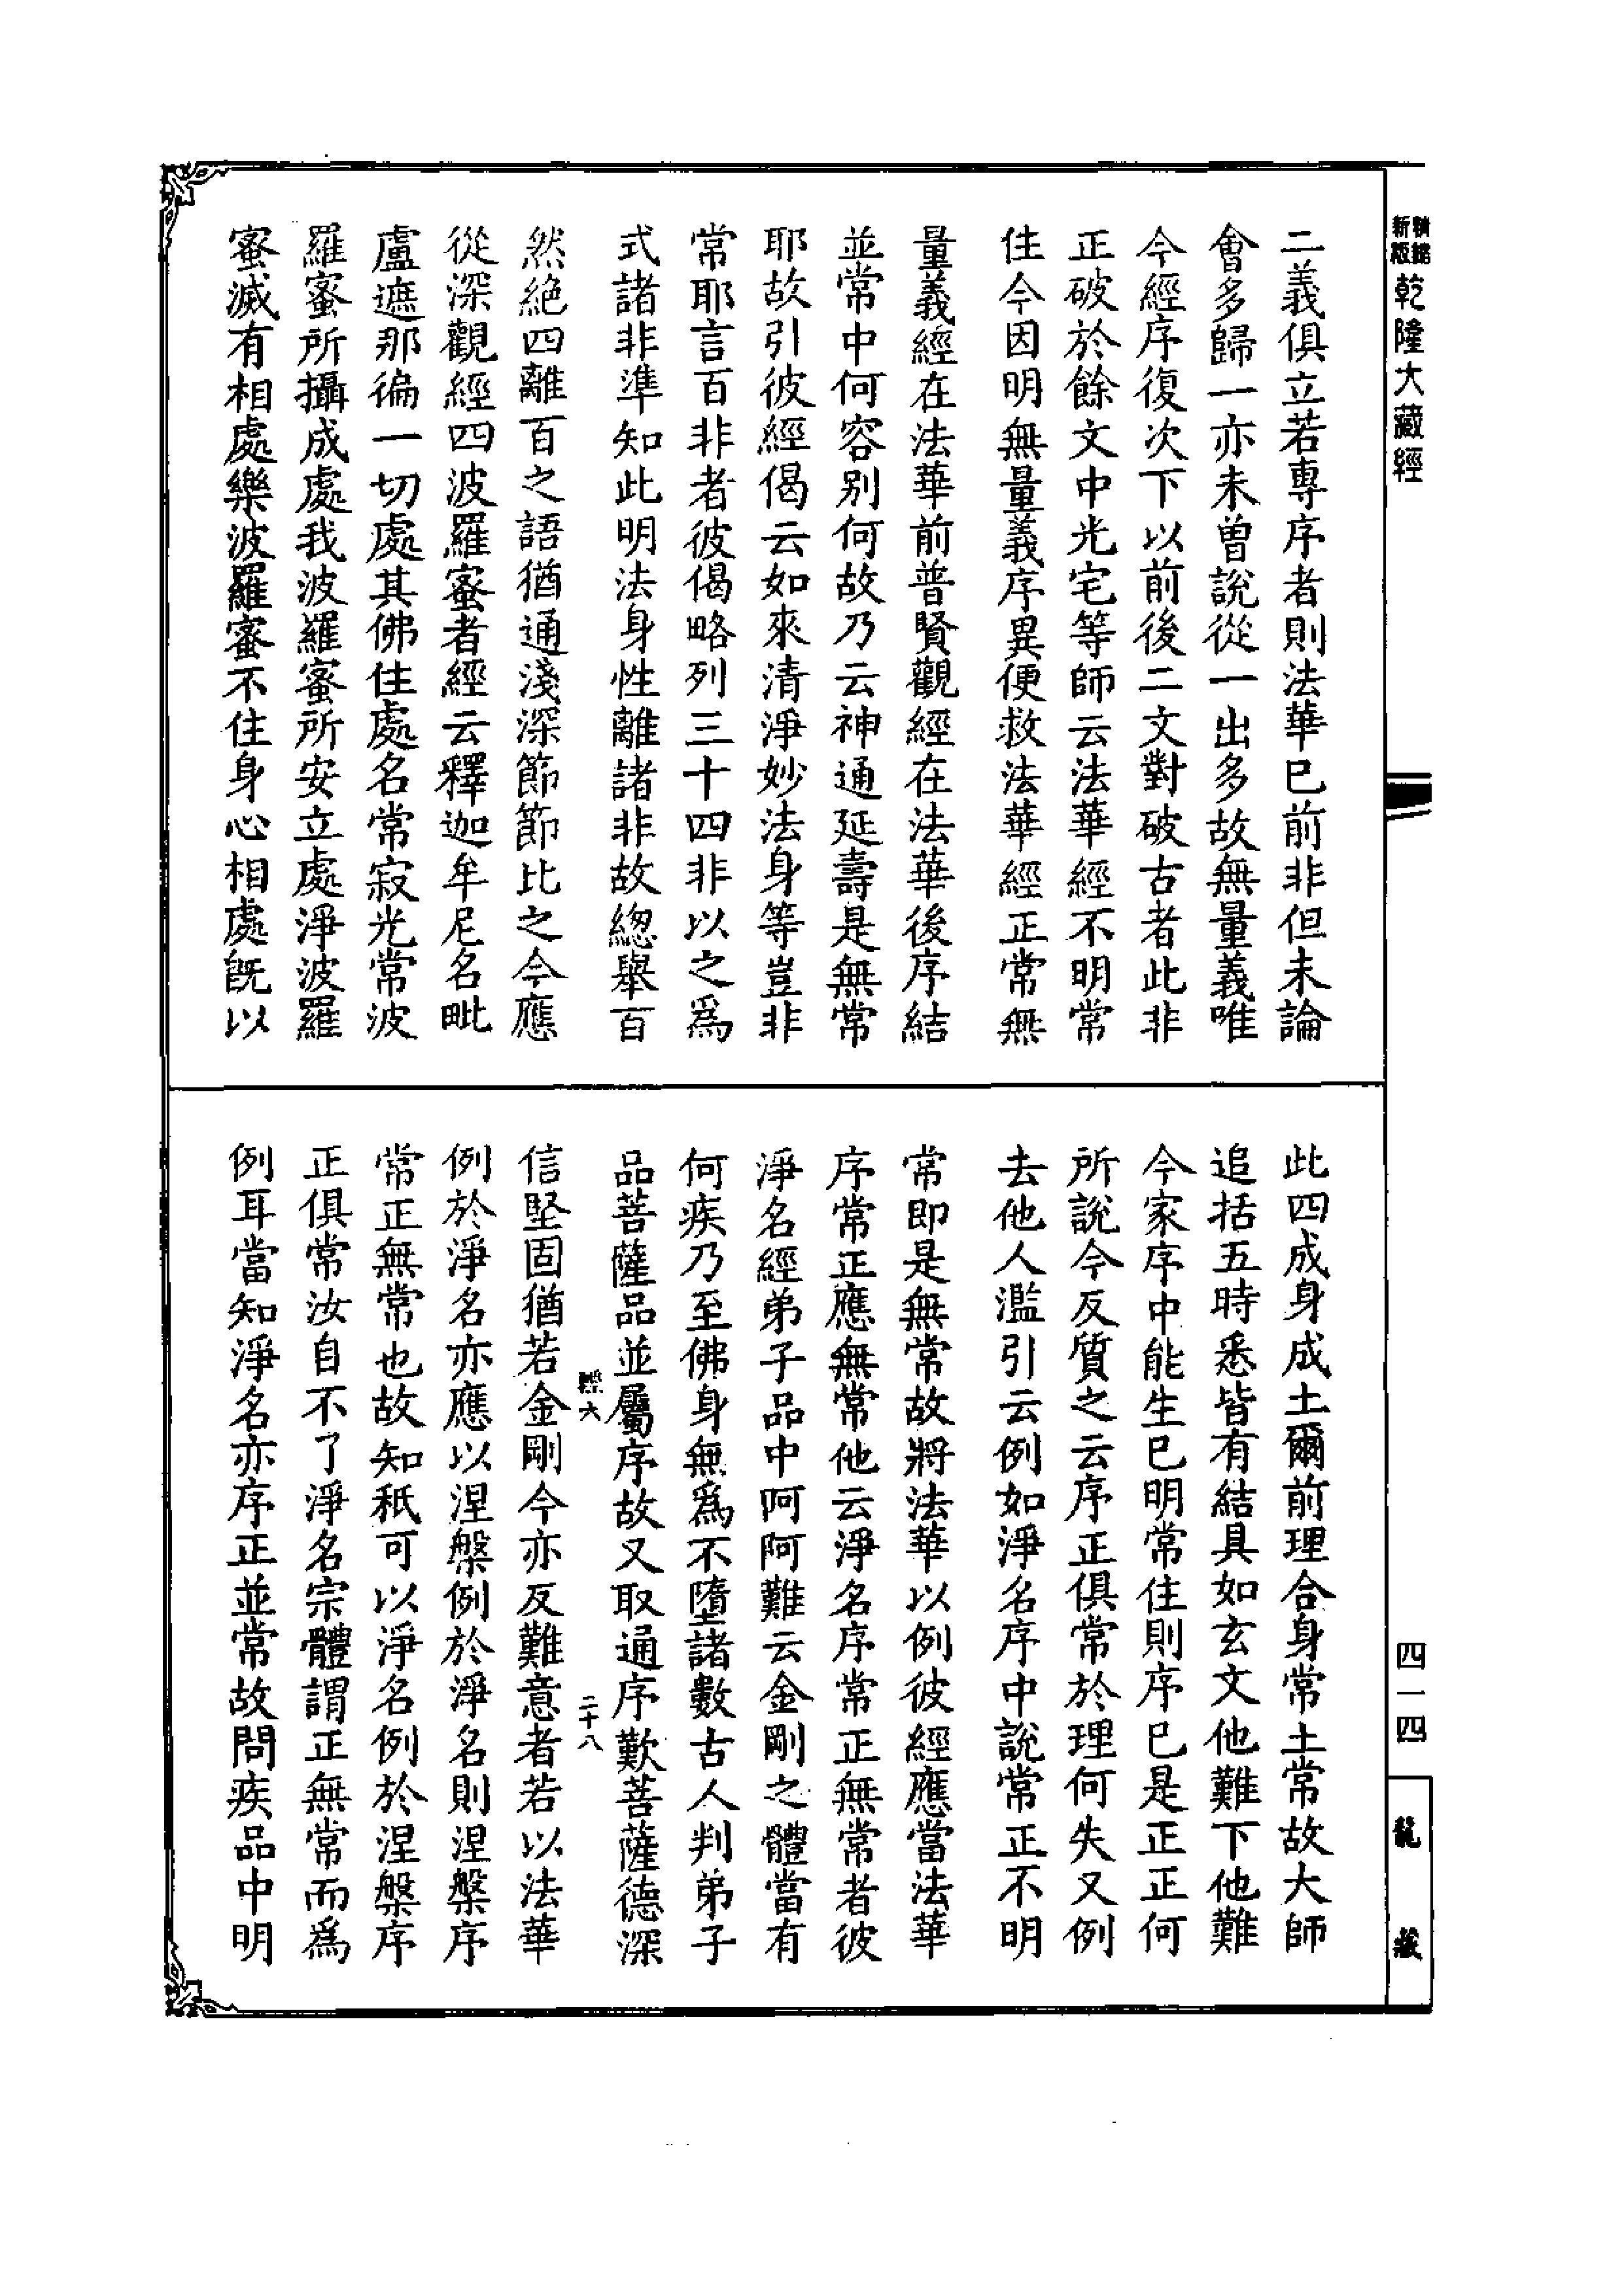 新版
精縮
乾隆大藏經
四一四
龍藏
二義俱立若專序者則法華已前非但未論
會多歸一亦未曾說從一出多故無量義唯
今經序復次下以前後二文對破古者此非
正破於餘文中光宅等師云法華經不明常
住今因明無量義序異便救法華經正常無
量義經在法華前普賢觀經在法華後序結
並常中何容別何故乃云神通延壽是無常
耶故引彼經偈云如來清淨妙法身等豈非
常耶言百非者彼偈略列三十四非以之爲
式諸非準知此明法身性離諸非故總舉百
然絕四離百之語猶通淺深節節比之今應
從深觀經四波羅蜜者經云釋迦牟尼名毗
盧遮那徧一切處其佛住處名常寂光常波
羅蜜所攝成處我波羅蜜所安立處淨波羅
蜜滅有相處樂波羅蜜不住身心相處旣以
此四成身成土爾前理合身常土常故大師
追括五時悉皆有結具如玄文他難下他難
今家序中能生已明常住則序已是正正何
所說今反質之云序正俱常於理何失又例
去他人濫引云例如淨名序中說常正不明
常即是無常故將法華以例彼經應當法華
序常正應無常他云淨名序常正無常者彼
淨名經弟子品中阿阿難云金剛之體當有
何疾乃至佛身無爲不墮諸數古人判弟子
品菩薩品並屬序故又取通序歎菩薩德深
經六
二十八
信堅固猶若金剛今亦反難意者若以法華
例於淨名亦應以涅槃例於淨名則涅槃序
常正無常也故知秖可以淨名例於涅槃序
正俱常汝自不了淨名宗體謂正無常而爲
例耳當知淨名亦序正並常故問疾品中明